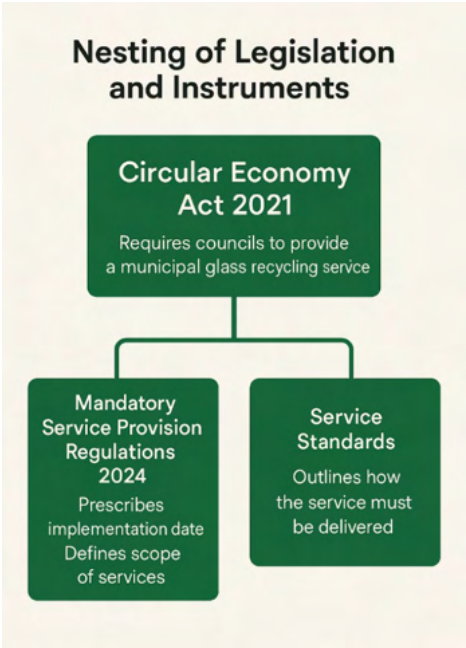 Nesting of Legislation
and Instruments
Circular Economy
Act 2021
Requires councils to provide
a municipal glass recycling service
Mandatory
Service Provision
Regulations
2024
Prescribes
implementation date
Defines scope
of services
Service
Standards
Outlines how
the service must
be delivered